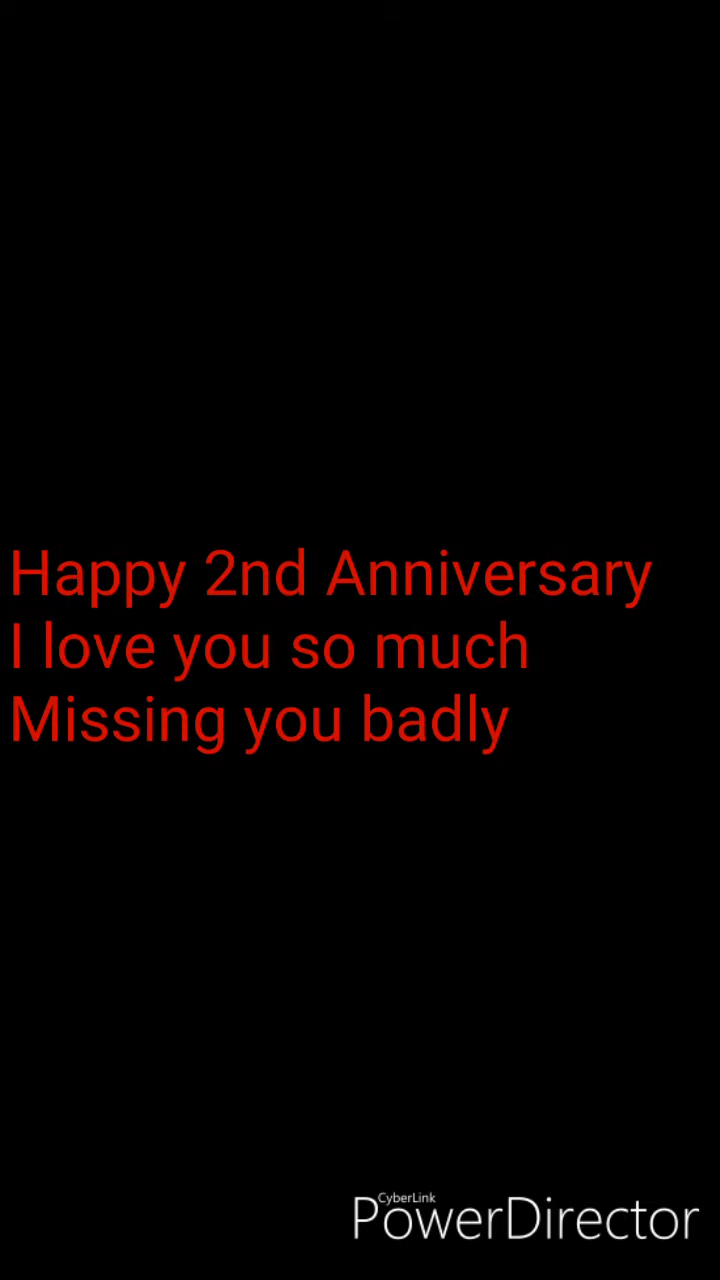 Happy 2nd Anniversary
I love you so much
Missing you badly
CyberLink
PowerDirector